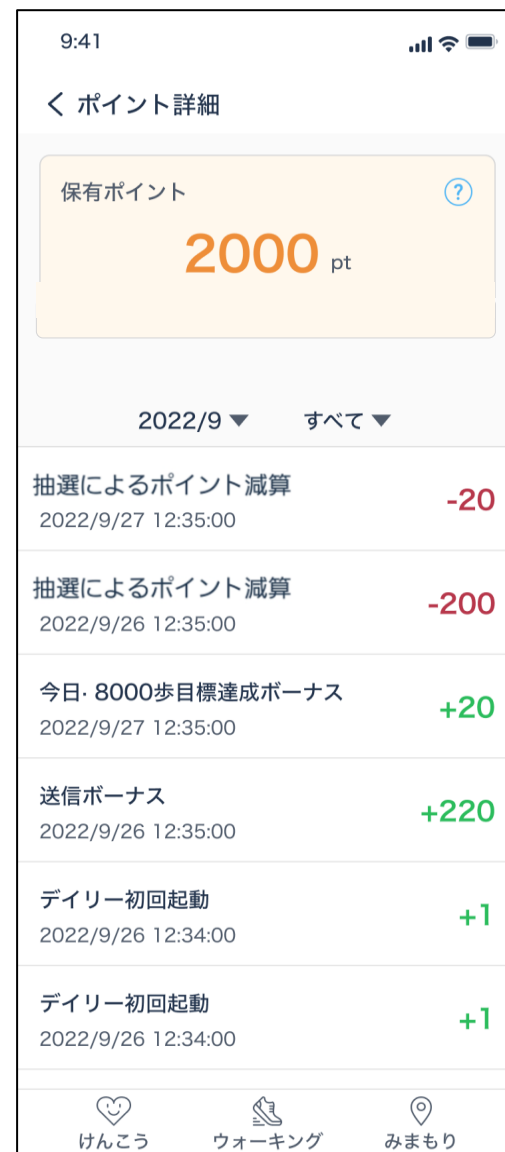 9:41
ポイント詳細
保有ポイント
?
2000 pt
2022/9 すべて
抽選によるポイント減算
-20
2022/9/27 12:35:00
抽選によるポイント減算
-200
2022/9/26 12:35:00
今日· 8000歩目標達成ボーナス
+20
2022/9/27 12:35:00
送信ボーナス
+220
2022/9/26 12:35:00
デイリー初回起動
+1
2022/9/26 12:34:00
デイリー初回起動
+1
2022/9/26 12:34:00
けんこう ウォーキング みまもり